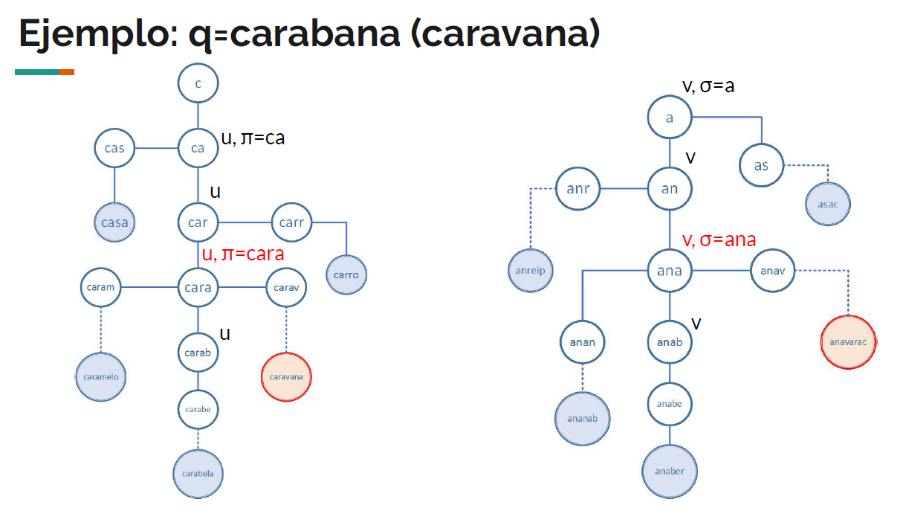 Ejemplo: q=carabana (caravana)
c
cas
ca
u, π=ca
u
casa
car
carr
u, π=cara
carro
caram
cara
carav
u
carab
caramelo
caravana
carabe
carabela
v, σ=a
a
v
as
anr
an
asac
v, σ=ana
anreip
ana
anav
v
anan
anab
anavarac
ananab
anabe
anaber